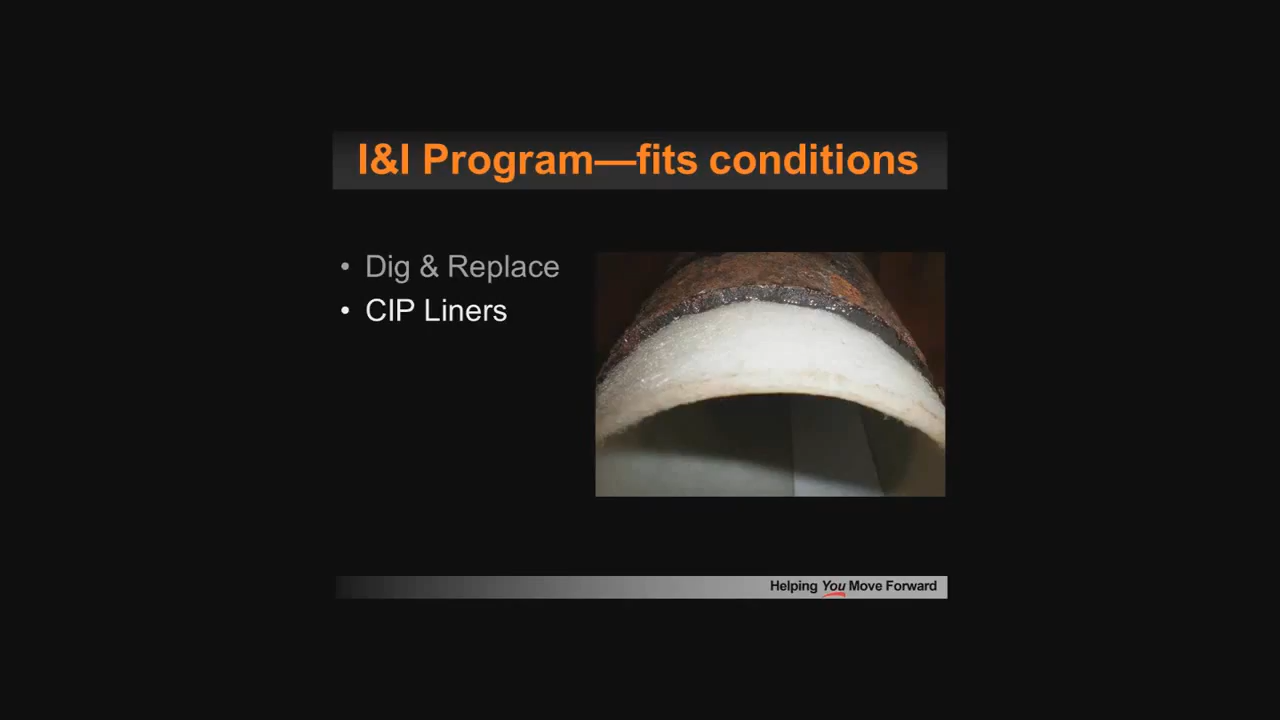 I&I Program—fits conditions
• Dig & Replace
• CIP Liners
Helping You Move Forward